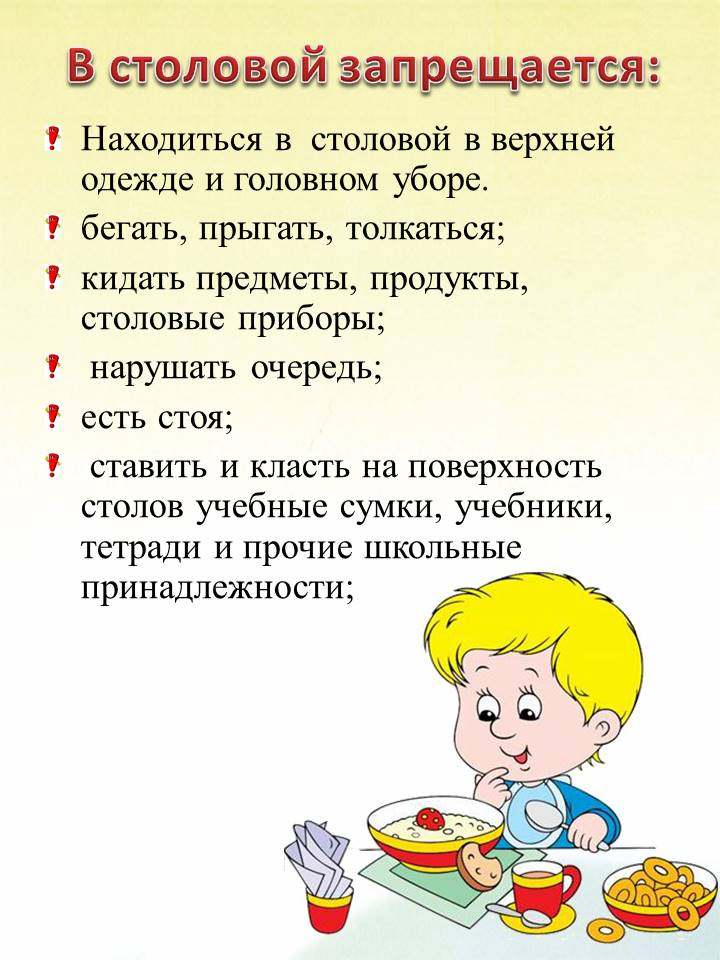 В столовой запрещается:
Находиться в столовой в верхней
одежде и головном уборе.
бегать, прыгать, толкаться;
кидать предметы, продукты,
столовые приборы;
нарушать очередь;
есть стоя;
ставить и класть на поверхность
столов учебные сумки, учебники,
тетради и прочие школьные
принадлежности;